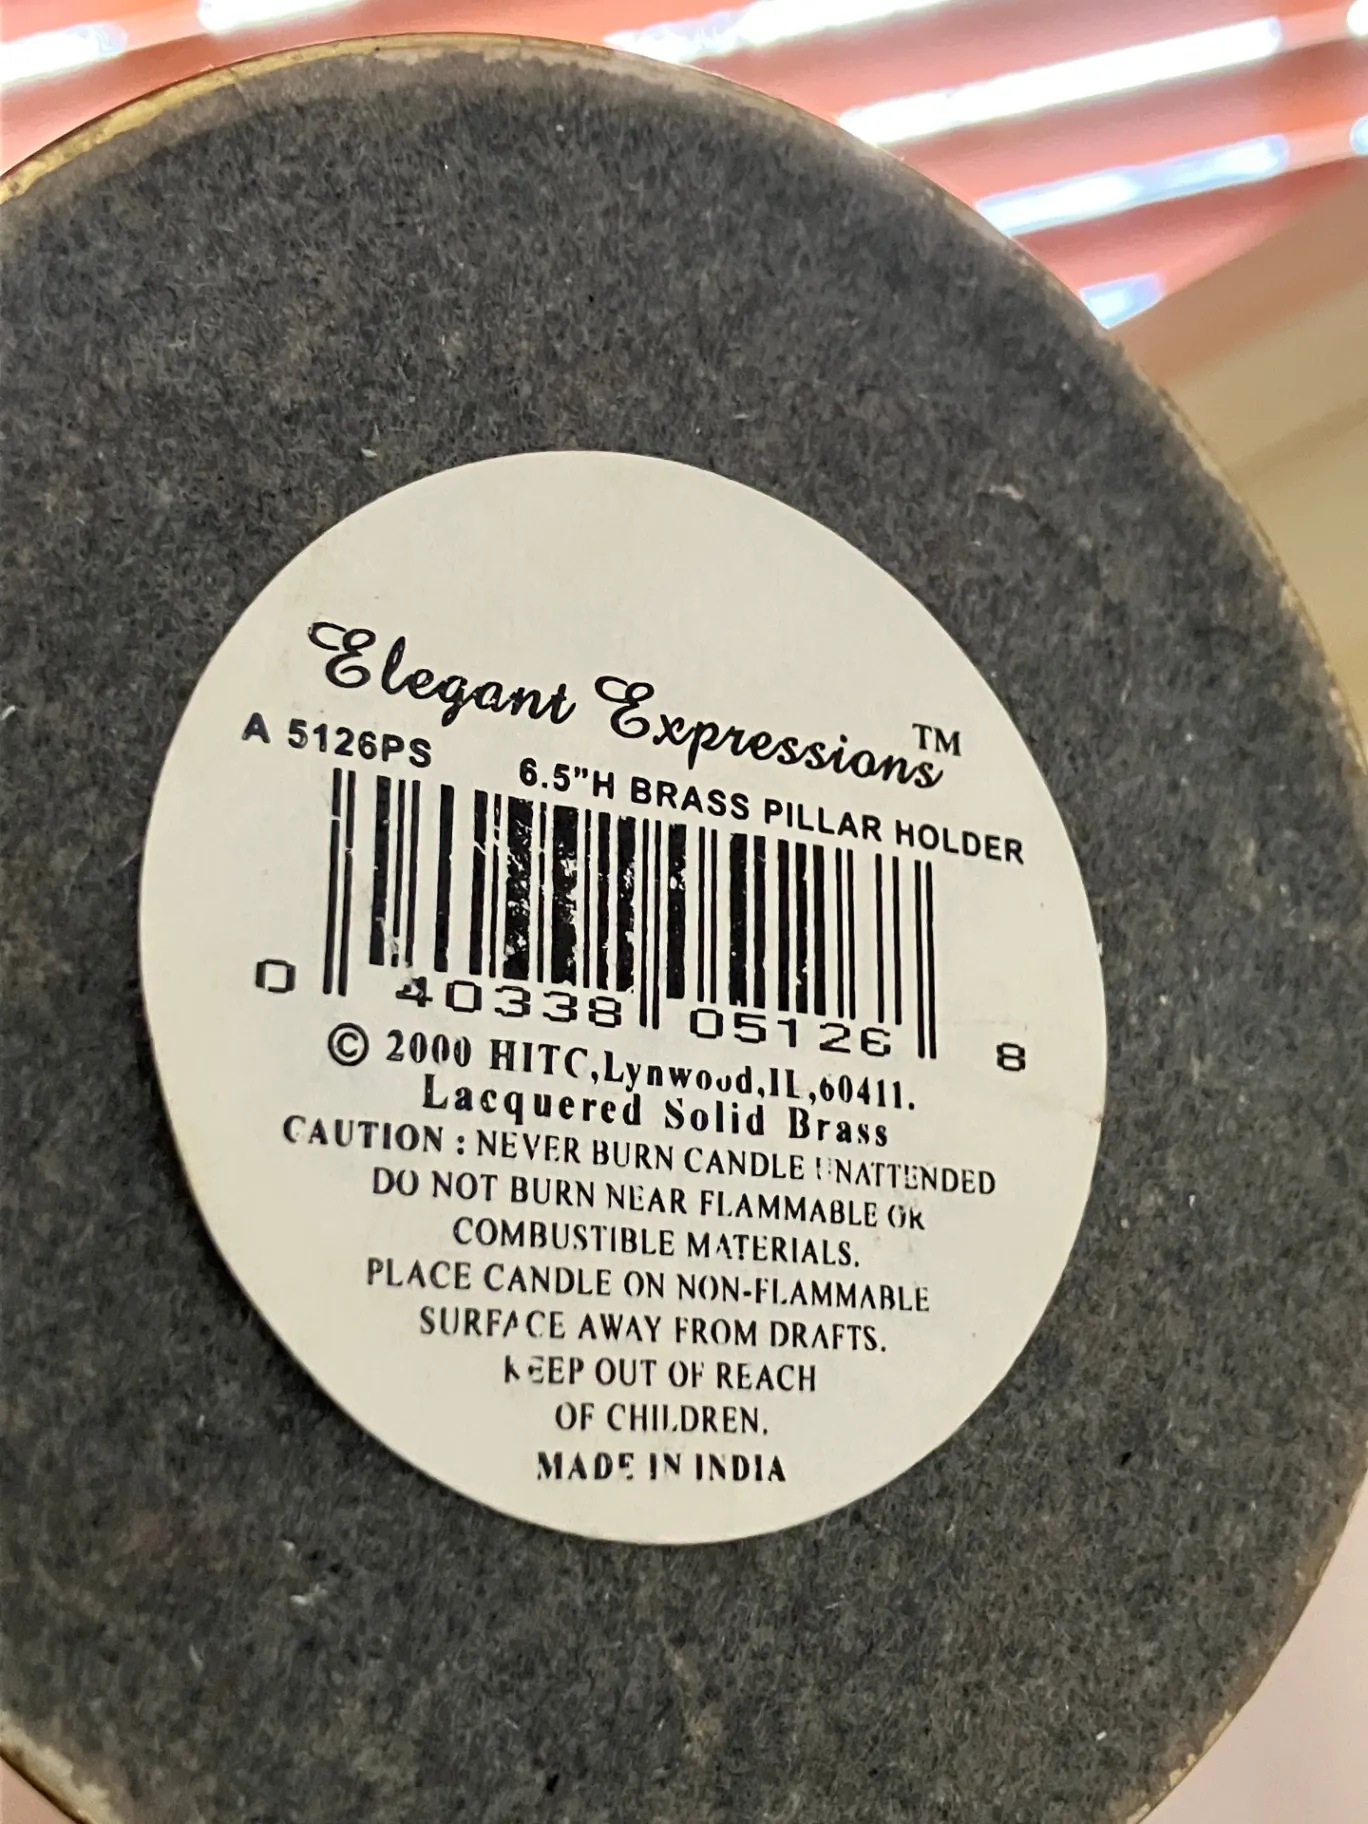 Elegant Expressions™
A 5126PS 6.5"H BRASS PILLAR HOLDER
0 40338 05126 8
© 2000 HITC,Lynwood,IL,60411.
Lacquered Solid Brass
CAUTION : NEVER BURN CANDLE UNATTENDED
DO NOT BURN NEAR FLAMMABLE OR
COMBUSTIBLE MATERIALS.
PLACE CANDLE ON NON-FLAMMABLE
SURFACE AWAY FROM DRAFTS.
KEEP OUT OF REACH
OF CHILDREN.
MADE IN INDIA